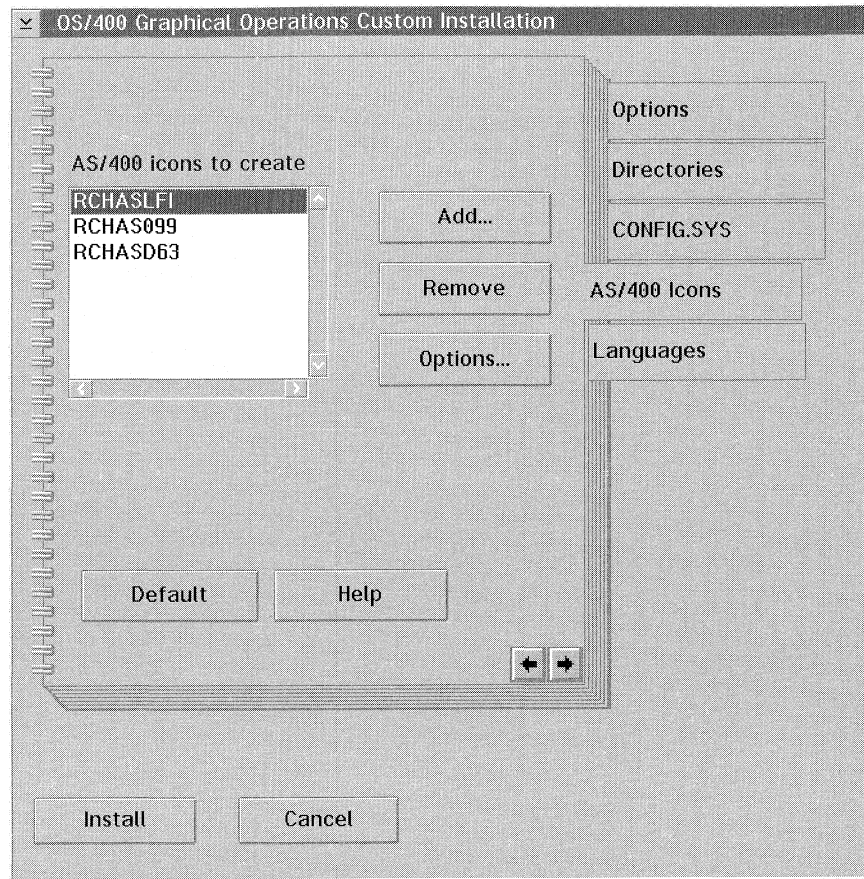 OS/400 Graphical Operations Custom Installation
Options
Directories
CONFIG.SYS
AS/400 Icons
Languages
AS/400 icons to create
RCHASLFI
RCHAS099
RCHASD63
Add...
Remove
Options...
Default
Help
Install
Cancel